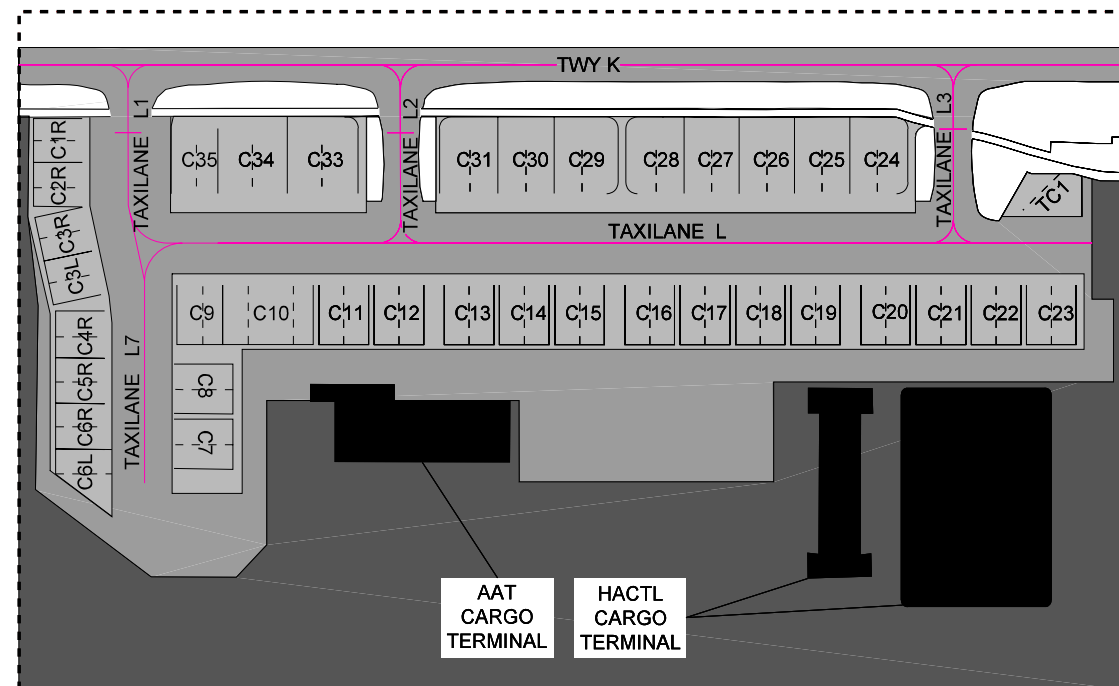 TWY K
TAXILANE L1
TAXILANE L2
TAXILANE L3
C1R
C2R
C3R
C3L
C4R
C5R
C6R
C6L
C35
C34
C33
C31
C30
C29
C28
C27
C26
C25
C24
TC1
TAXILANE L
TAXILANE L7
C9
C10
C11
C12
C13
C14
C15
C16
C17
C18
C19
C20
C21
C22
C23
C8
C7
AAT
CARGO
TERMINAL
HACTL
CARGO
TERMINAL